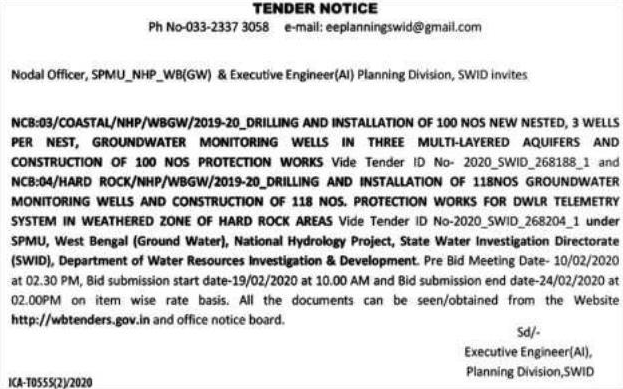 TENDER NOTICE
Ph No-033-2337 3058 e-mail: eeplanningswid@gmail.com
Nodal Officer, SPMU_NHP_WB(GW) & Executive Engineer(AI) Planning Division, SWID invites
NCB:03/COASTAL/NHP/WBGW/2019-20_DRILLING AND INSTALLATION OF 100 NOS NEW NESTED, 3 WELLS
PER NEST, GROUNDWATER MONITORING WELLS IN THREE MULTI-LAYERED AQUIFERS AND
CONSTRUCTION OF 100 NOS PROTECTION WORKS Vide Tender ID No- 2020_SWID_268188_1 and
NCB:04/HARD ROCK/NHP/WBGW/2019-20_DRILLING AND INSTALLATION OF 118NOS GROUNDWATER
MONITORING WELLS AND CONSTRUCTION OF 118 NOS. PROTECTION WORKS FOR DWLR TELEMETRY
SYSTEM IN WEATHERED ZONE OF HARD ROCK AREAS Vide Tender ID No-2020_SWID_268204_1 under
SPMU, West Bengal (Ground Water), National Hydrology Project, State Water Investigation Directorate
(SWID), Department of Water Resources Investigation & Development. Pre Bid Meeting Date- 10/02/2020
at 02.30 PM, Bid submission start date-19/02/2020 at 10.00 AM and Bid submission end date-24/02/2020 at
02.00PM on item wise rate basis. All the documents can be seen/obtained from the Website
http://wbtenders.gov.in and office notice board.
Sd/-
Executive Engineer(AI),
Planning Division,SWID
ICA-T0555(2)/2020